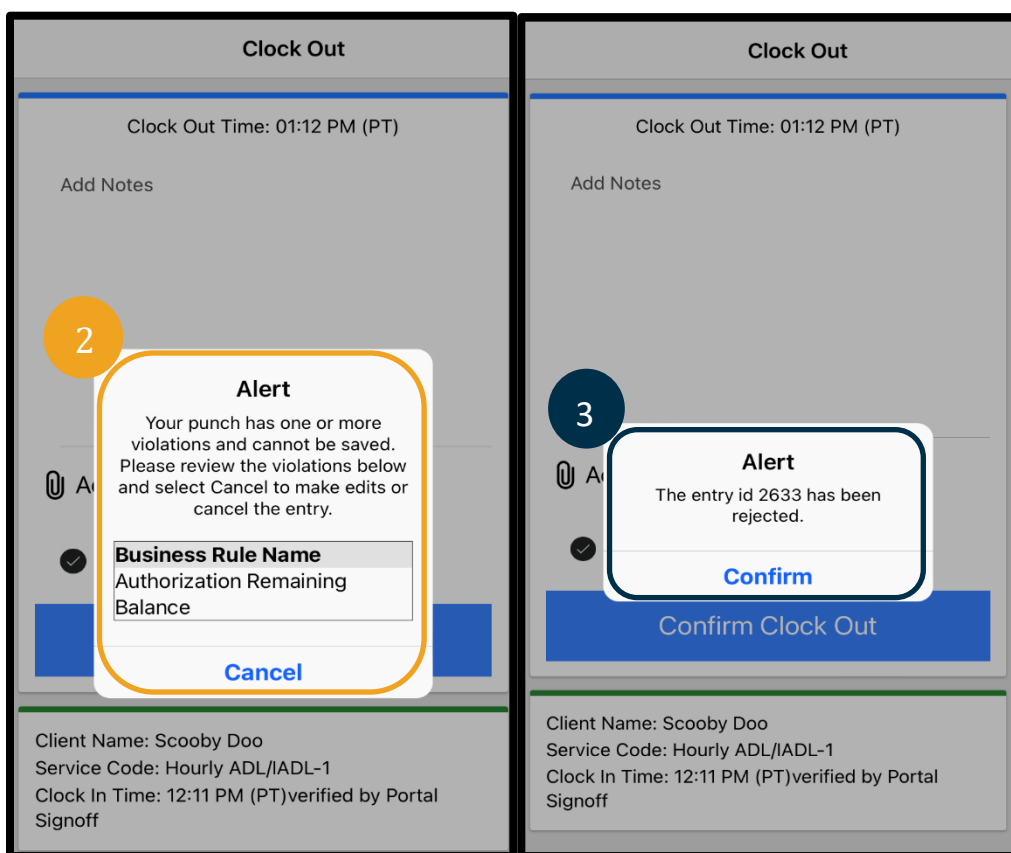 Clock Out
Clock Out Time: 01:12 PM (PT)
Add Notes
2
Alert
Your punch has one or more
violations and cannot be saved.
Please review the violations below
and select Cancel to make edits or
cancel the entry.
A
Business Rule Name
Authorization Remaining
Balance
Cancel
Client Name: Scooby Doo
Service Code: Hourly ADL/IADL-1
Clock In Time: 12:11 PM (PT)verified by Portal
Signoff
Clock Out
Clock Out Time: 01:12 PM (PT)
Add Notes
3
Alert
The entry id 2633 has been
rejected.
A
Confirm
Confirm Clock Out
Client Name: Scooby Doo
Service Code: Hourly ADL/IADL-1
Clock In Time: 12:11 PM (PT)verified by Portal
Signoff